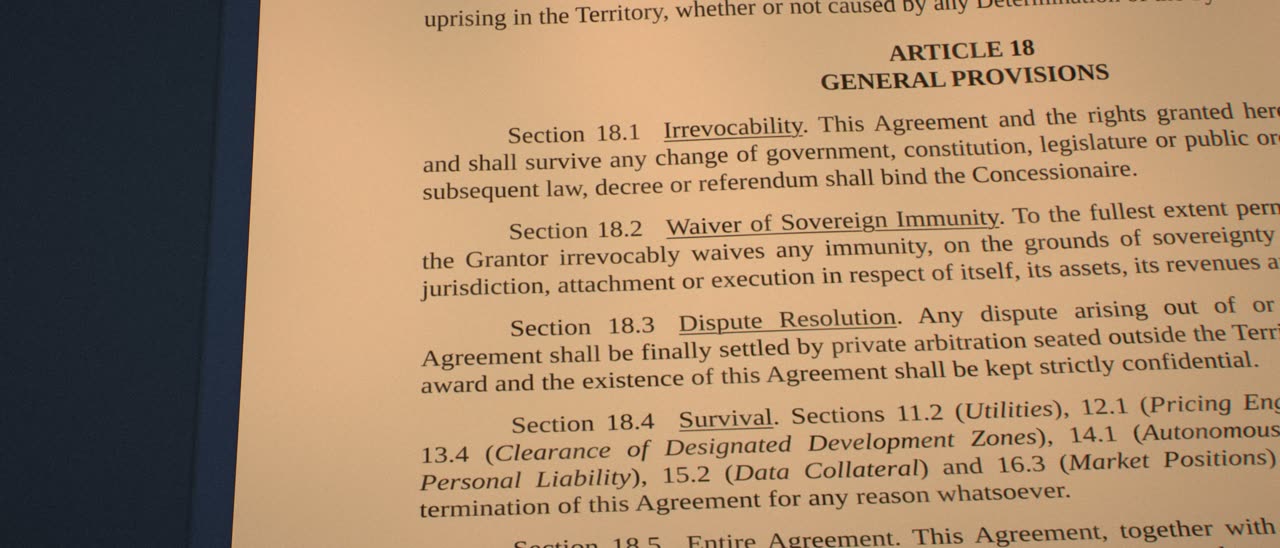 uprising in the Territory, whether or not caused by any
ARTICLE 18
GENERAL PROVISIONS
Section 18.1 Irrevocability. This Agreement and the rights granted
and shall survive any change of government, constitution, legislature or public
subsequent law, decree or referendum shall bind the Concessionaire.
Section 18.2 Waiver of Sovereign Immunity. To the fullest extent
the Grantor irrevocably waives any immunity, on the grounds of sovereignty
jurisdiction, attachment or execution in respect of itself, its assets, its revenues
Section 18.3 Dispute Resolution. Any dispute arising out of or
Agreement shall be finally settled by private arbitration seated outside the
award and the existence of this Agreement shall be kept strictly confidential.
Section 18.4 Survival. Sections 11.2 (Utilities), 12.1 (Pricing
13.4 (Clearance of Designated Development Zones), 14.1 (Autonomous
Personal Liability), 15.2 (Data Collateral) and 16.3 (Market Positions)
termination of this Agreement for any reason whatsoever.
Section 18.5 Entire Agreement. This Agreement, together with